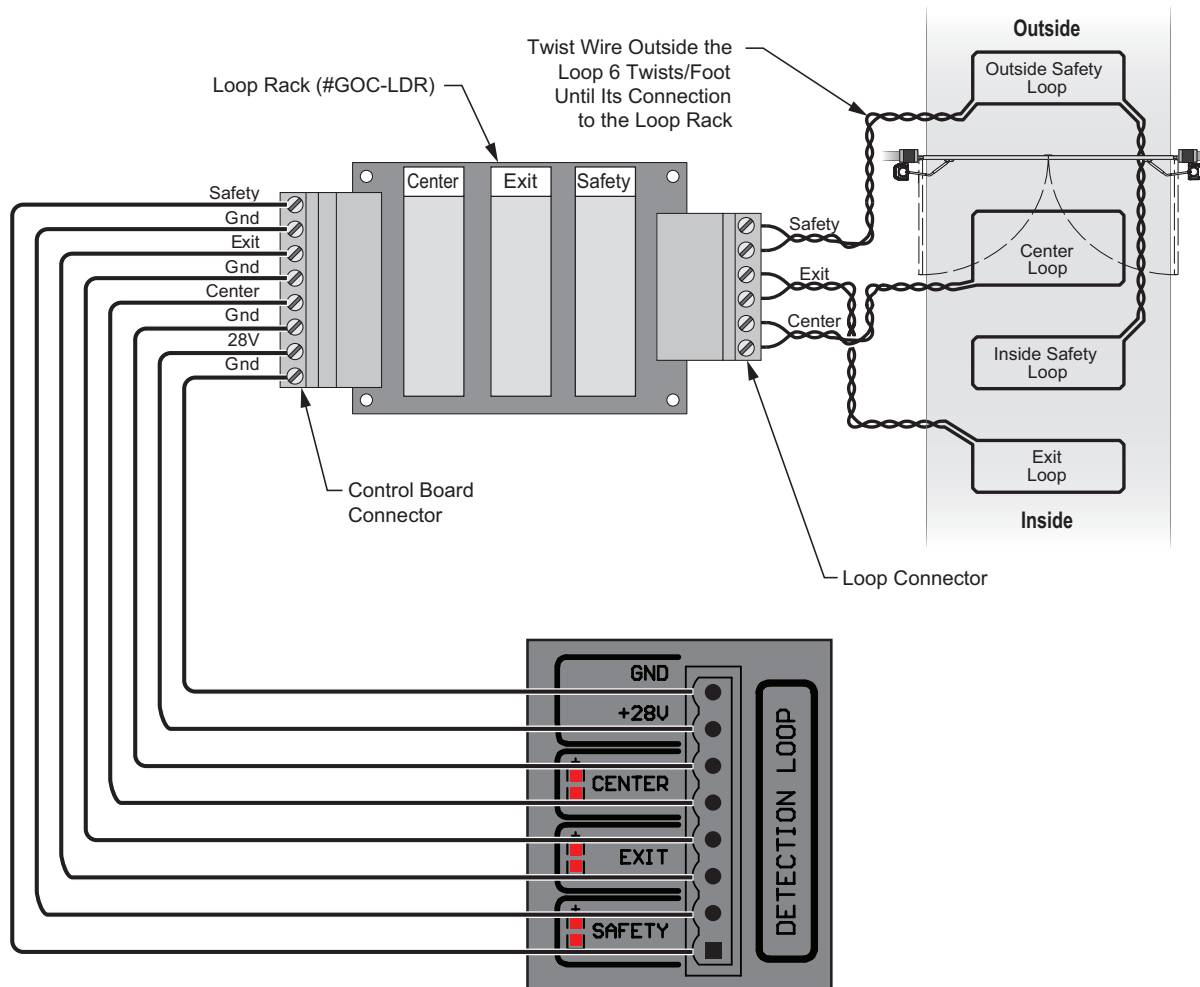 Outside
Twist Wire Outside the
Loop 6 Twists/Foot
Until Its Connection
to the Loop Rack
Outside Safety
Loop
Loop Rack (#GOC-LDR)
Center
Exit
Safety
Safety
Gnd
Exit
Gnd
Center
Gnd
28V
Gnd
Safety
Exit
Center
Center
Loop
Inside Safety
Loop
Exit
Loop
Inside
Control Board
Connector
Loop Connector
GND
+28V
+
CENTER
+
EXIT
+
SAFETY
DETECTION LOOP